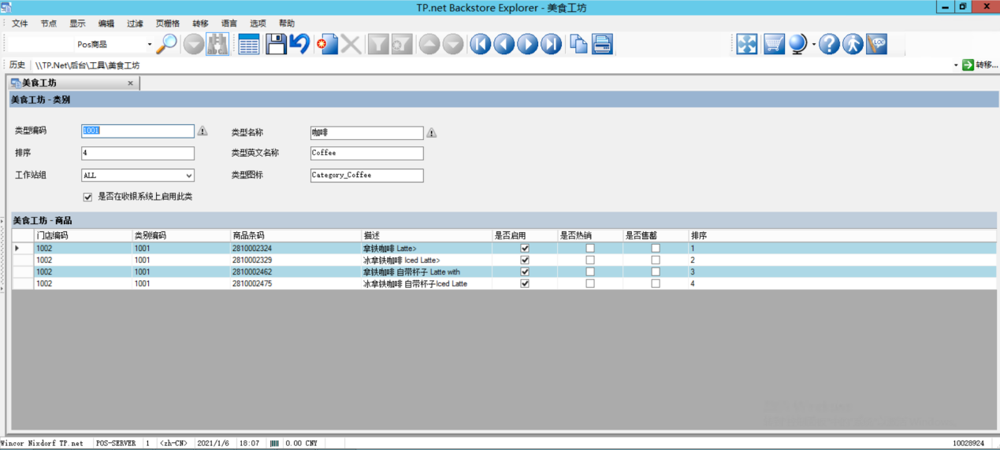 TP.net Backstore Explorer - 美食工坊
文件 节点 显示 编辑 过滤 页栅格 转移 语言 选项 帮助
Pos商品
LOG
历史 \\TP.Net\后台\工具\美食工坊 转移...
美食工坊
美食工坊 - 类别
类型编码 1001 类型名称 咖啡
排序 4 类型英文名称 Coffee
工作站组 ALL 类型图标 Category_Coffee
是否在收银系统上启用此类
美食工坊 - 商品
门店编码 类别编码 商品条码 描述 是否启用 是否热销 是否售罄 排序
1002 1001 2810002324 拿铁咖啡 Latte> 1
1002 1001 2810002329 冰拿铁咖啡 Iced Latte> 2
1002 1001 2810002462 拿铁咖啡 自带杯子 Latte with 3
1002 1001 2810002475 冰拿铁咖啡 自带杯子Iced Latte 4
Wincor Nixdorf TP.net POS-SERVER 1 <zh-CN> 2021/1/6 18:07 0.00 CNY 10028924